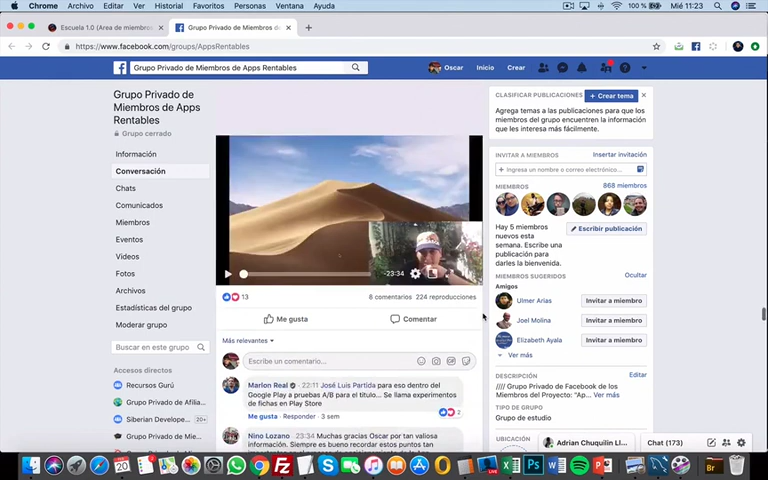 Chrome Archivo Editar Ver Historial Favoritos Personas Ventana Ayuda
100 % Mié 11:23
Escuela 1.0 (Área de miembros
Grupo Privado de Miembros de
https://www.facebook.com/groups/AppsRentables
Grupo Privado de Miembros de Apps Rentables
Oscar Inicio Crear
Grupo Privado de
Miembros de Apps
Rentables
Grupo cerrado
Información
Conversación
Chats
Comunicados
Miembros
Eventos
Videos
Fotos
Archivos
Estadísticas del grupo
Moderar grupo
Buscar en este grupo
Accesos directos
Recursos Gurú
Grupo Privado de Afilia...
Siberian Develope... 20+
Grupo Privado de Mie...
-23:34
13
8 comentarios 224 reproducciones
Me gusta Comentar
Más relevantes
Escribe un comentario...
Marlon Real · 22:11 José Luis Partida para eso dentro del
Google Play a pruebas A/B para el titulo... Se llama experimentos
de fichas en Play Store
2
Me gusta · Responder · 3 sem
Nino Lozano · 23:34 Muchas gracias Oscar por tan valiosa
información. Siempre es bueno recordar estos puntos tan
CLASIFICAR PUBLICACIONES + Crear tema
Agrega temas a las publicaciones para que los
miembros del grupo encuentren la información
que les interesa más fácilmente.
INVITAR A MIEMBROS Insertar invitación
+ Ingresa un nombre o correo electrónico...
MIEMBROS 868 miembros
Hay 5 miembros
nuevos esta
semana. Escribe una
publicación para
darles la bienvenida.
Escribir publicación
MIEMBROS SUGERIDOS Ocultar
Amigos
Ulmer Arias Invitar a miembro
Joel Molina Invitar a miembro
Elizabeth Ayala Invitar a miembro
Ver más
DESCRIPCIÓN Editar
//// Grupo Privado de Facebook de los
Miembros del Proyecto: "Ap... Ver más
TIPO DE GRUPO
Grupo de estudio
Adrian Chuquilin Ll...
Chat (173)